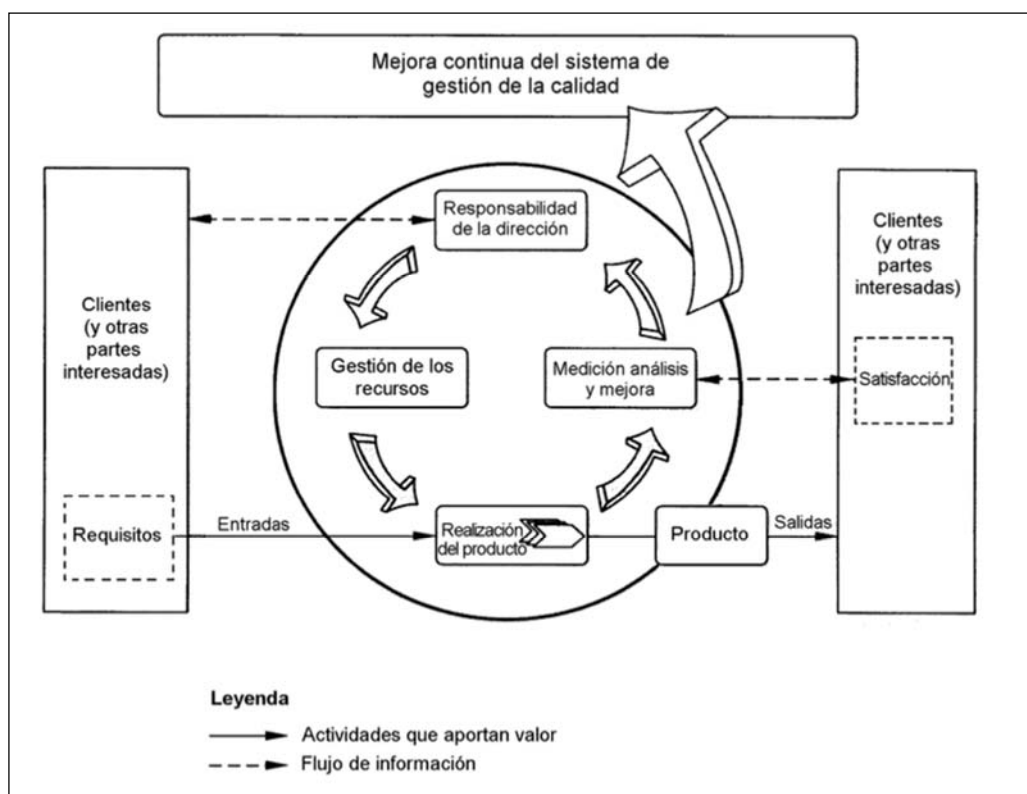 Mejora continua del sistema de
gestión de la calidad
Responsabilidad
de la dirección
Clientes
(y otras
partes
interesadas)
Clientes
(y otras
partes
interesadas)
Gestión de los
recursos
Medición análisis
y mejora
Satisfacción
Requisitos
Entradas
Realización
del producto
Producto
Salidas
Leyenda
Actividades que aportan valor
Flujo de información